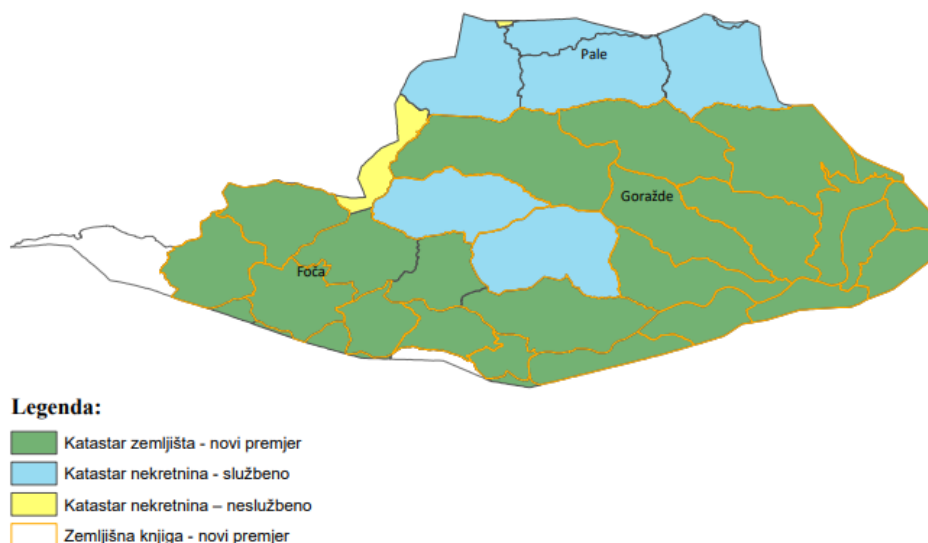 Pale
Goražde
Foča
Legenda:
Katastar zemljišta - novi premjer
Katastar nekretnina - službeno
Katastar nekretnina – neslužbeno
Zemljišna knjiga - novi premjer